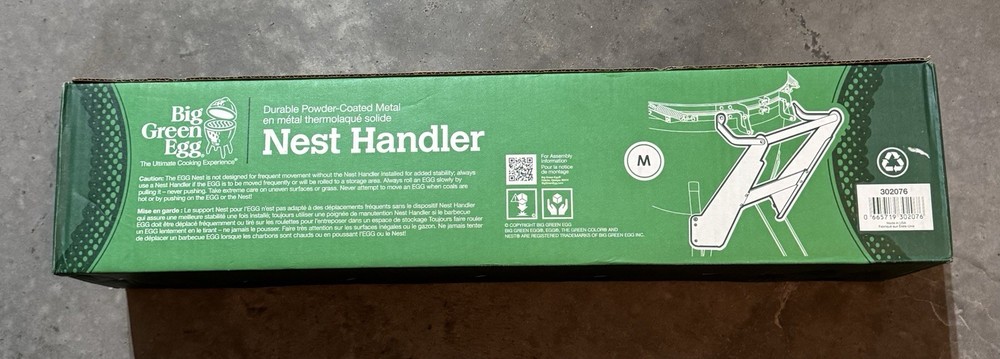 Big
Green
Egg®
The Ultimate Cooking Experience®
Durable Powder-Coated Metal
en métal thermolaqué solide
Nest Handler
Caution: The EGG Nest is not designed for frequent movement without the Nest Handler installed for added stability; always
use a Nest Handler if the EGG is to be moved frequently or will be rolled to a storage area. Always roll an EGG slowly by
pulling it – never pushing. Take extreme care on uneven surfaces or grass. Never attempt to move an EGG when coals are
hot or by pushing on the EGG or the Nest!
Mise en garde : Le support Nest pour l'EGG n'est pas adapté à des déplacements fréquents sans le dispositif Nest Handler
qui assure une meilleure stabilité une fois installé, toujours utiliser une poignée de manutention Nest Handler si le barbecue
EGG doit être déplacé fréquemment ou tiré sur les roulettes pour l'entreposer dans un espace de stockage Toujours faire rouler
un EGG lentement en le tirant – ne jamais le pousser. Faire très attention sur les surfaces inégales ou le gazon. Ne jamais tenter
de déplacer un barbecue EGG lorsque les charbons sont chauds ou en poussant l'EGG ou le Nest!
For Assembly
Information
Pour la notice
de montage
© COPYRIGHT BIG GREEN EGG
BIG GREEN EGG®, EGG®, THE GREEN COLOR® AND
NEST® ARE REGISTERED TRADEMARKS OF BIG GREEN EGG INC.
M
302076
0 665719 302076
Made in USA